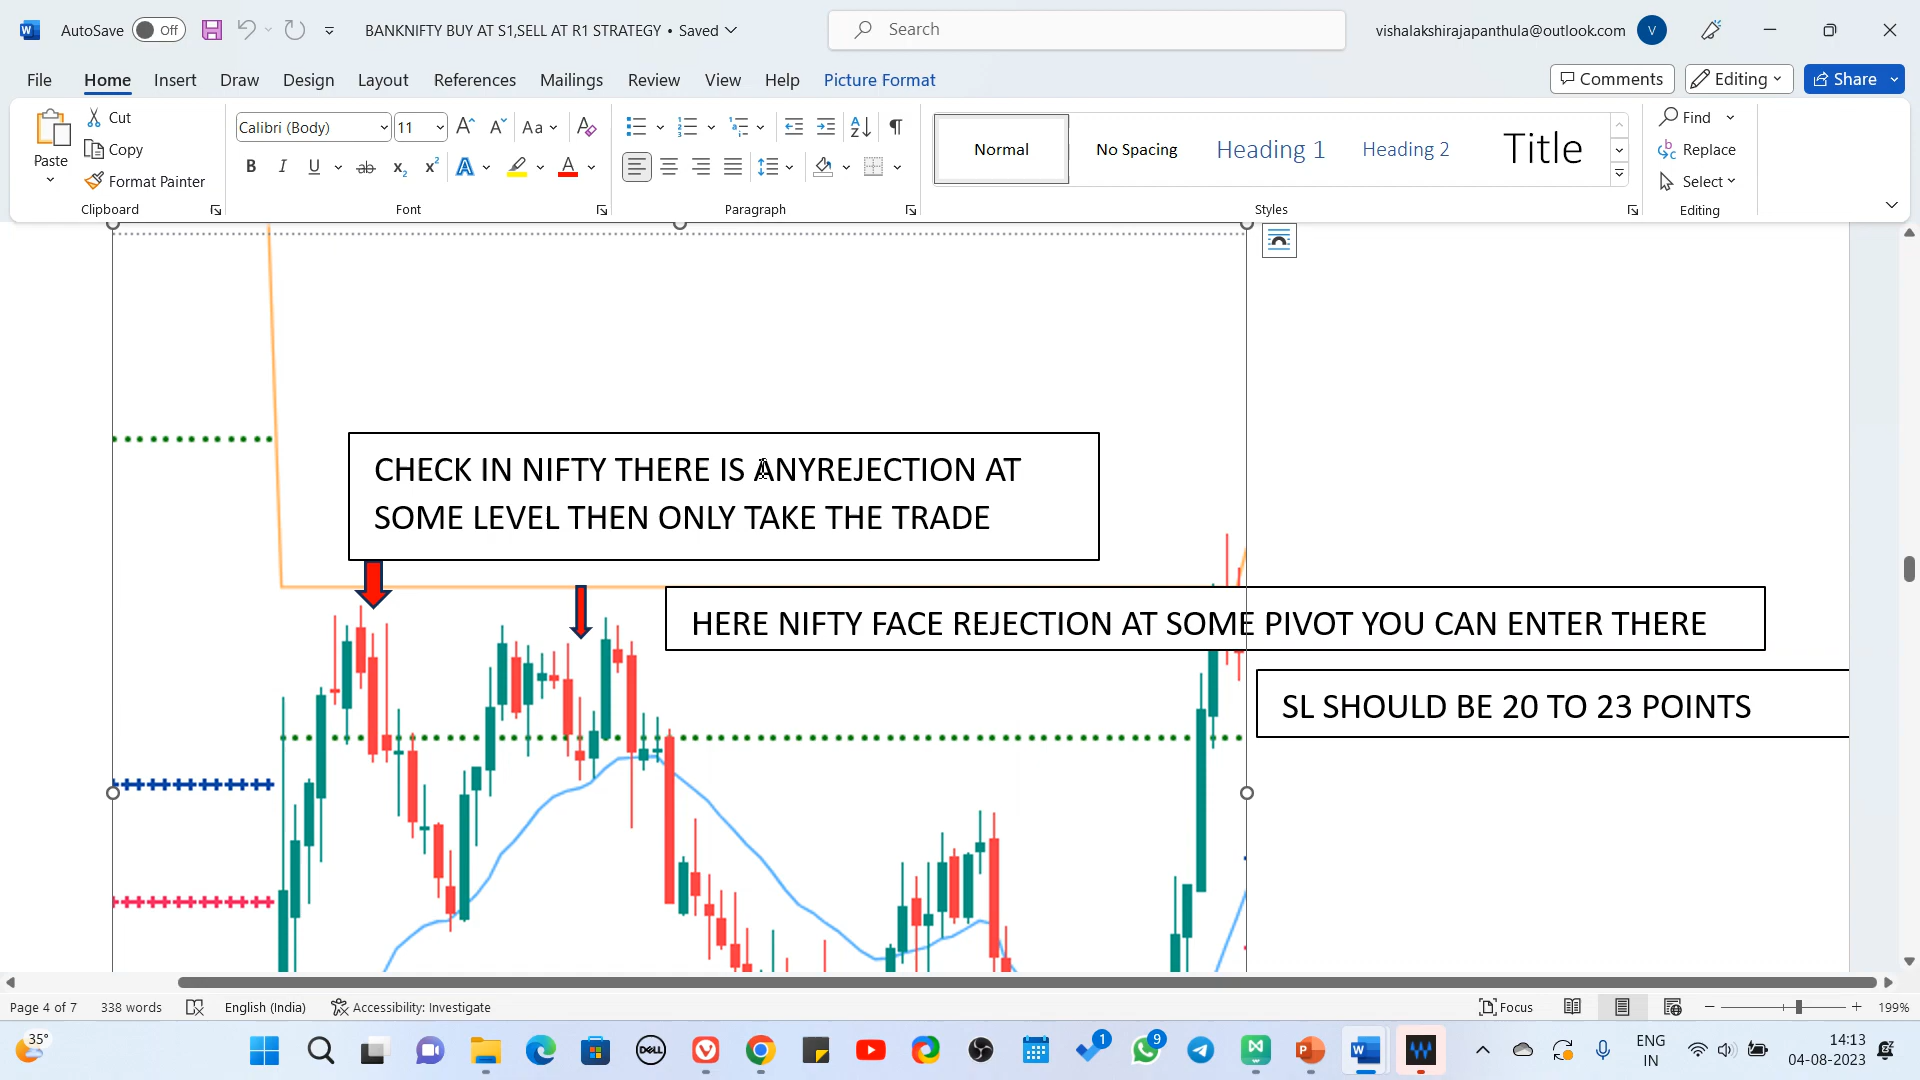 AutoSave Off BANKNIFTY BUY AT S1,SELL AT R1 STRATEGY • Saved Search vishalakshirajapanthula@outlook.com V
File Home Insert Draw Design Layout References Mailings Review View Help Picture Format Comments Editing Share
Paste
Cut
Copy
Format Painter
Clipboard
Calibri (Body) 11
Font
Paragraph
Normal No Spacing Heading 1 Heading 2 Title
Styles
Find
Replace
Select
Editing
CHECK IN NIFTY THERE IS ANYREJECTION AT
SOME LEVEL THEN ONLY TAKE THE TRADE
HERE NIFTY FACE REJECTION AT SOME PIVOT YOU CAN ENTER THERE
SL SHOULD BE 20 TO 23 POINTS
Page 4 of 7 338 words English (India) Accessibility: Investigate Focus 199%
35°
DELL
1
9
ENG
IN
14:13
04-08-2023